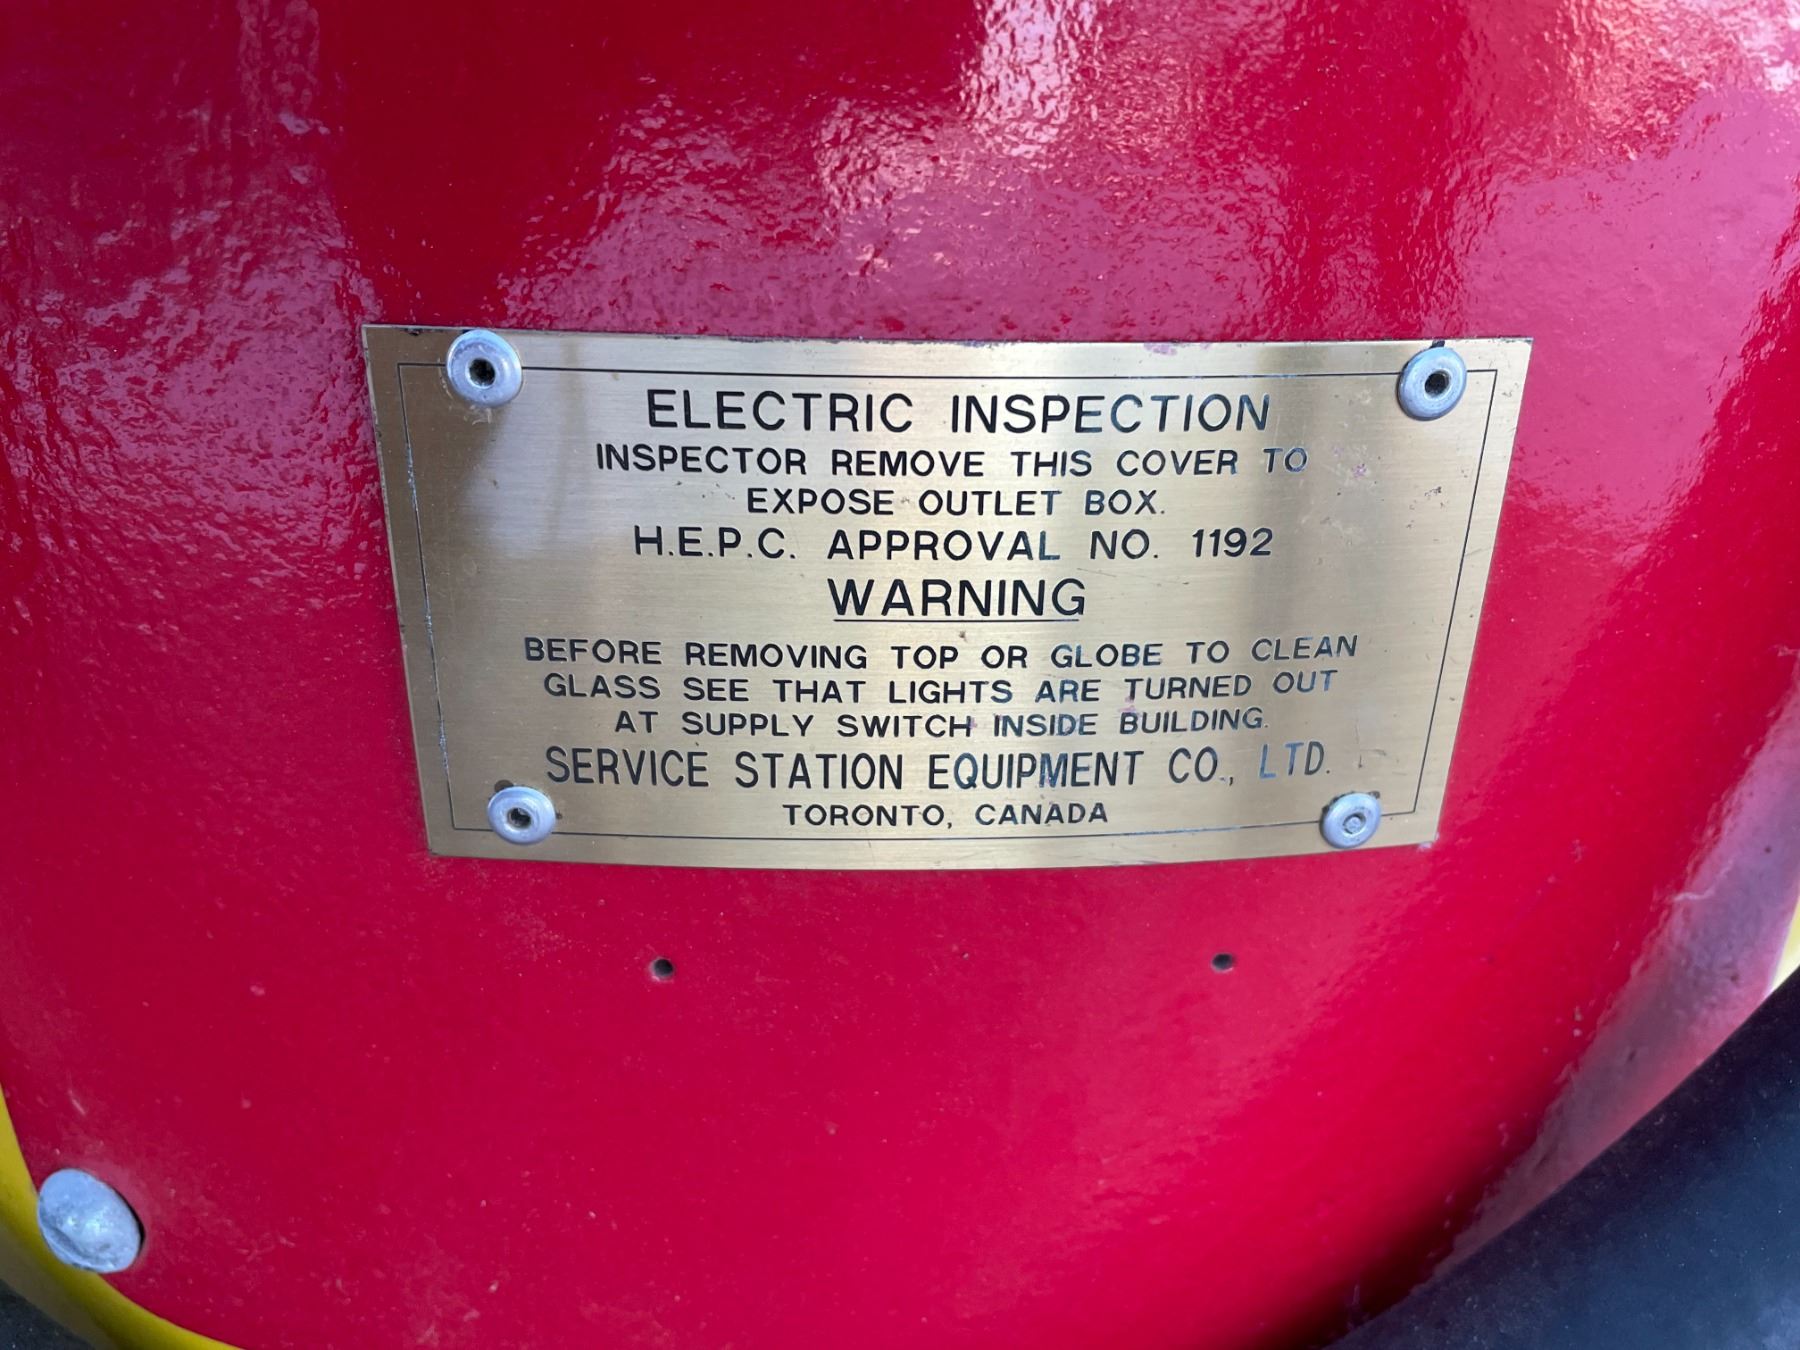 ELECTRIC INSPECTION
INSPECTOR REMOVE THIS COVER TO
EXPOSE OUTLET BOX.
H.E.P.C. APPROVAL NO. 1192
WARNING
BEFORE REMOVING TOP OR GLOBE TO CLEAN
GLASS SEE THAT LIGHTS ARE TURNED OUT
AT SUPPLY SWITCH INSIDE BUILDING.
SERVICE STATION EQUIPMENT CO., LTD.
TORONTO, CANADA